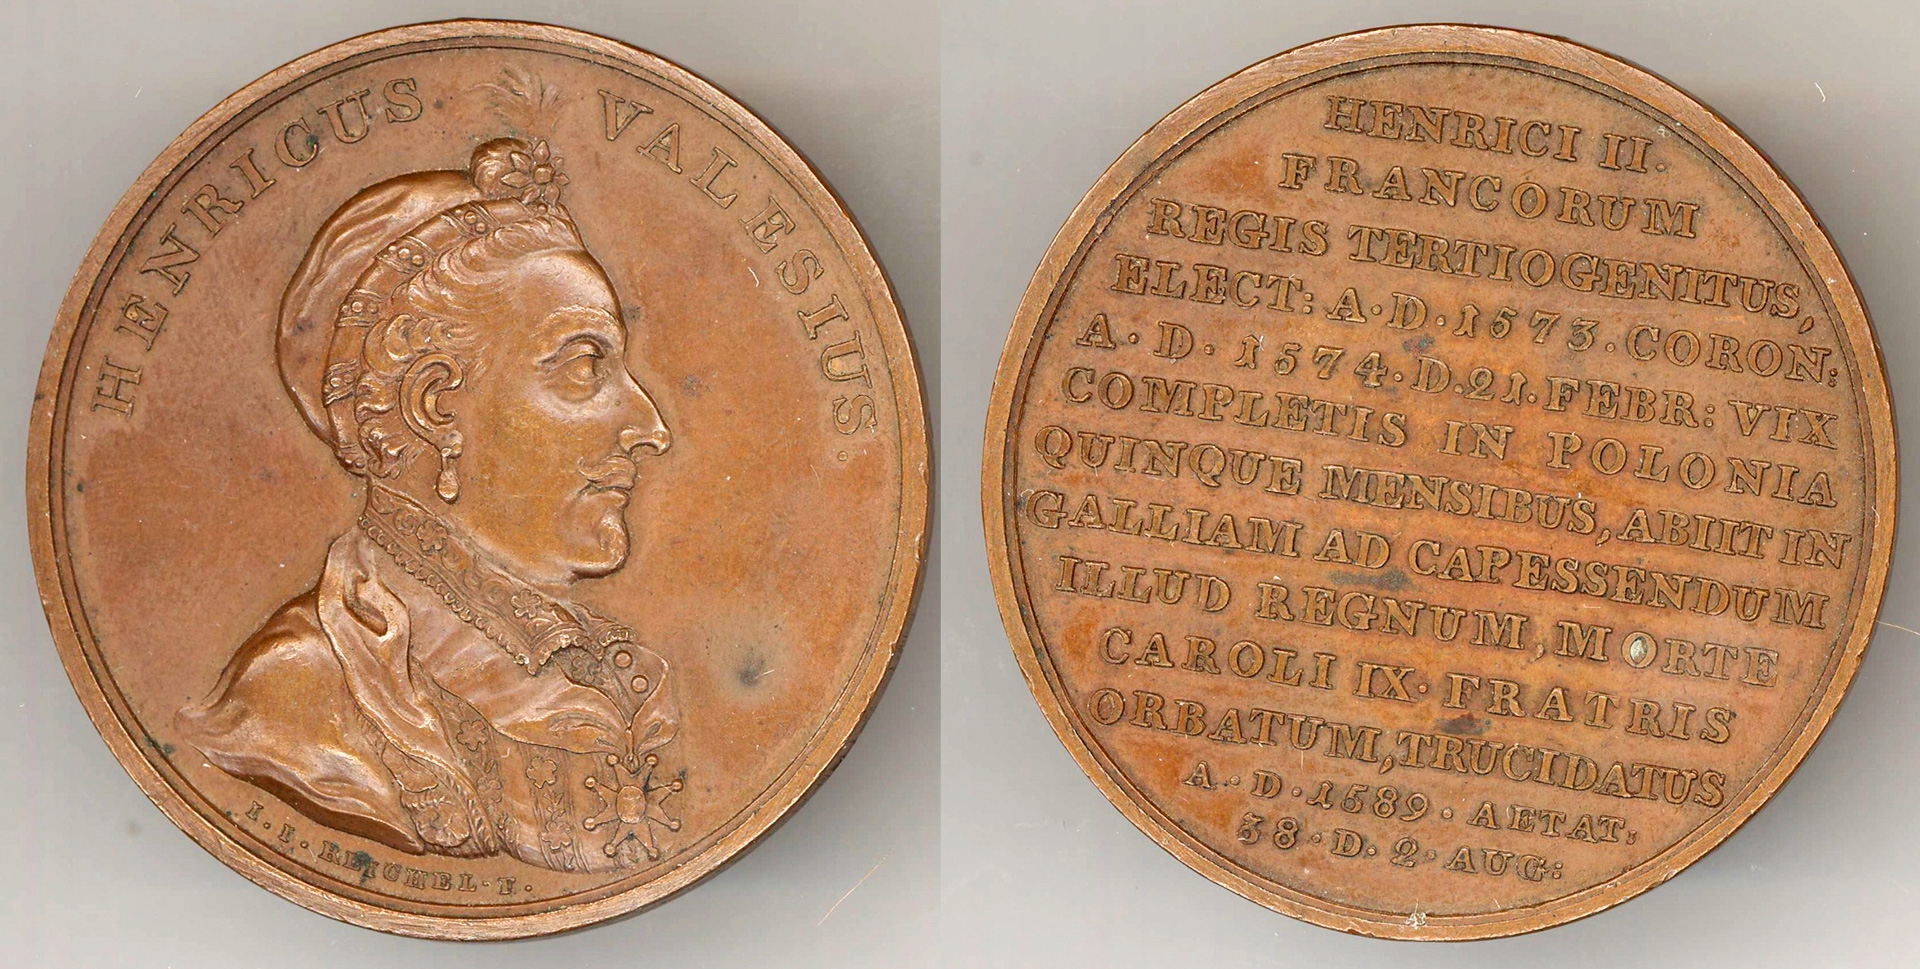 HENRICUS VALESIUS.
I. I. REICHEL. F.
HENRICI II.
FRANCORUM
REGIS TERTIOGENITUS,
ELECT: A. D. 1573. CORON:
A. D. 1574. D. 21. FEBR: VIX
COMPLETIS IN POLONIA
QUINQUE MENSIBUS, ABIIT IN
GALLIAM AD CAPESSENDUM
ILLUD REGNUM, MORTE
CAROLI IX. FRATRIS
ORBATUM, TRUCIDATUS
A. D. 1589. AETAT:
38. D. 2. AUG: